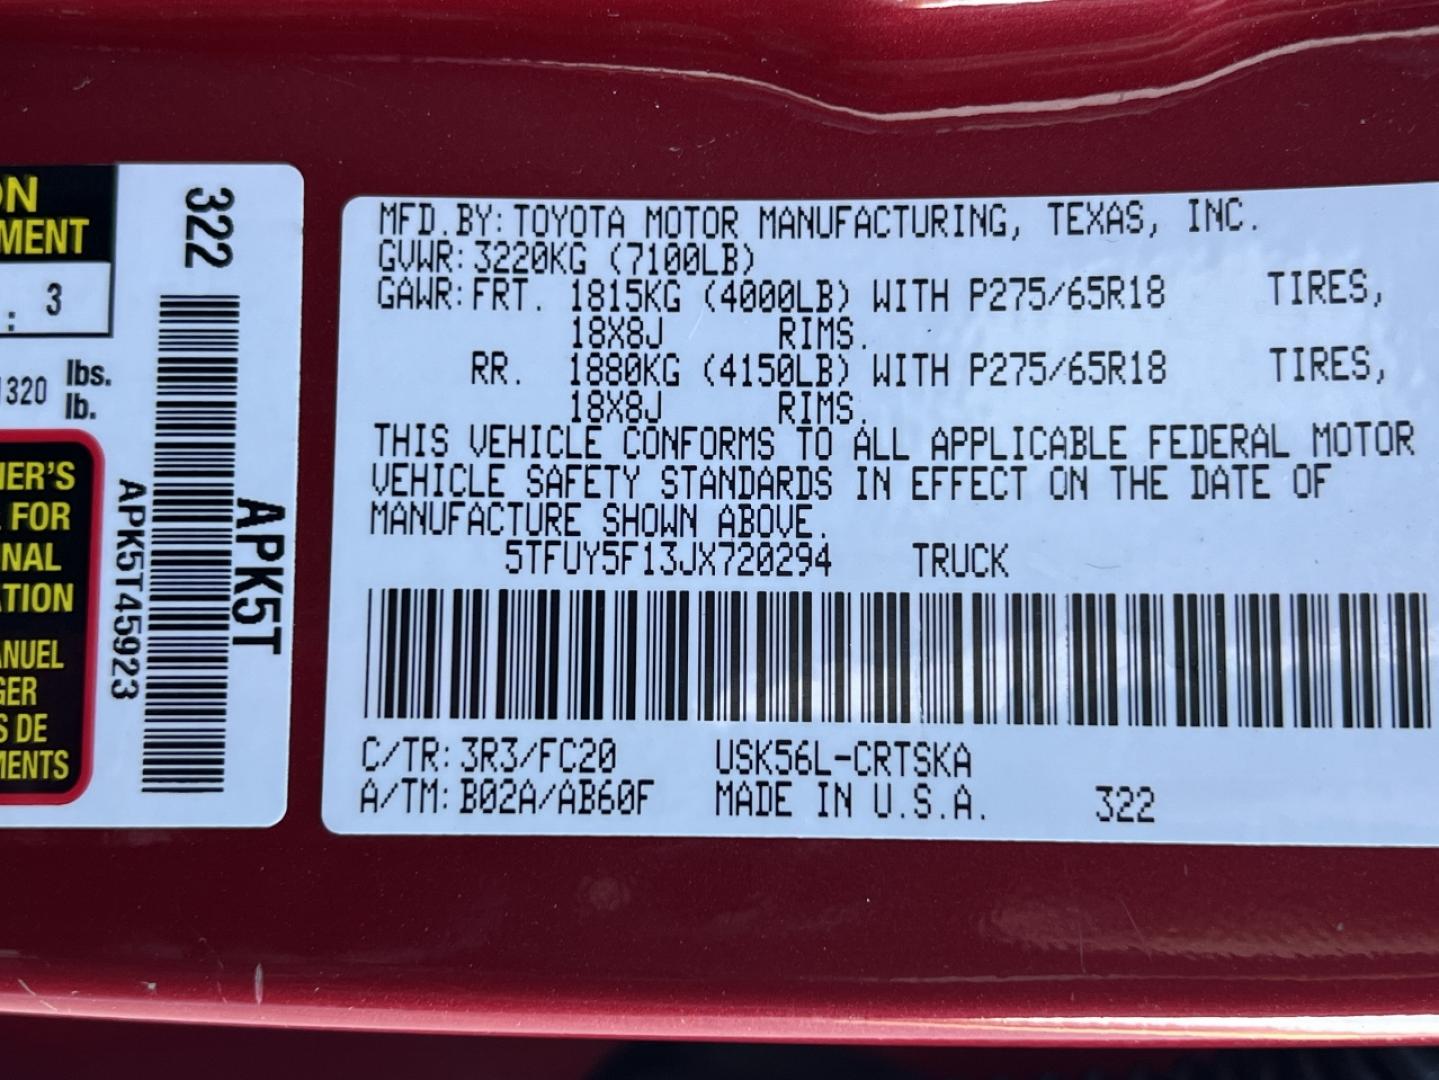 ON
MENT
: 3
1320 lbs.
lb.
NER'S
FOR
NAL
ATION
ANUEL
GER
S DE
MENTS
322
APK5T45923
APK5T
MFD.BY:TOYOTA MOTOR MANUFACTURING, TEXAS, INC.
GVWR:3220KG (7100LB)
GAWR:FRT. 1815KG (4000LB) WITH P275/65R18 TIRES,
18X8J RIMS.
RR. 1880KG (4150LB) WITH P275/65R18 TIRES,
18X8J RIMS.
THIS VEHICLE CONFORMS TO ALL APPLICABLE FEDERAL MOTOR
VEHICLE SAFETY STANDARDS IN EFFECT ON THE DATE OF
MANUFACTURE SHOWN ABOVE.
5TFUY5F13JX720294 TRUCK
C/TR:3R3/FC20 USK56L-CRTSKA
A/TM:B02A/AB60F MADE IN U.S.A. 322